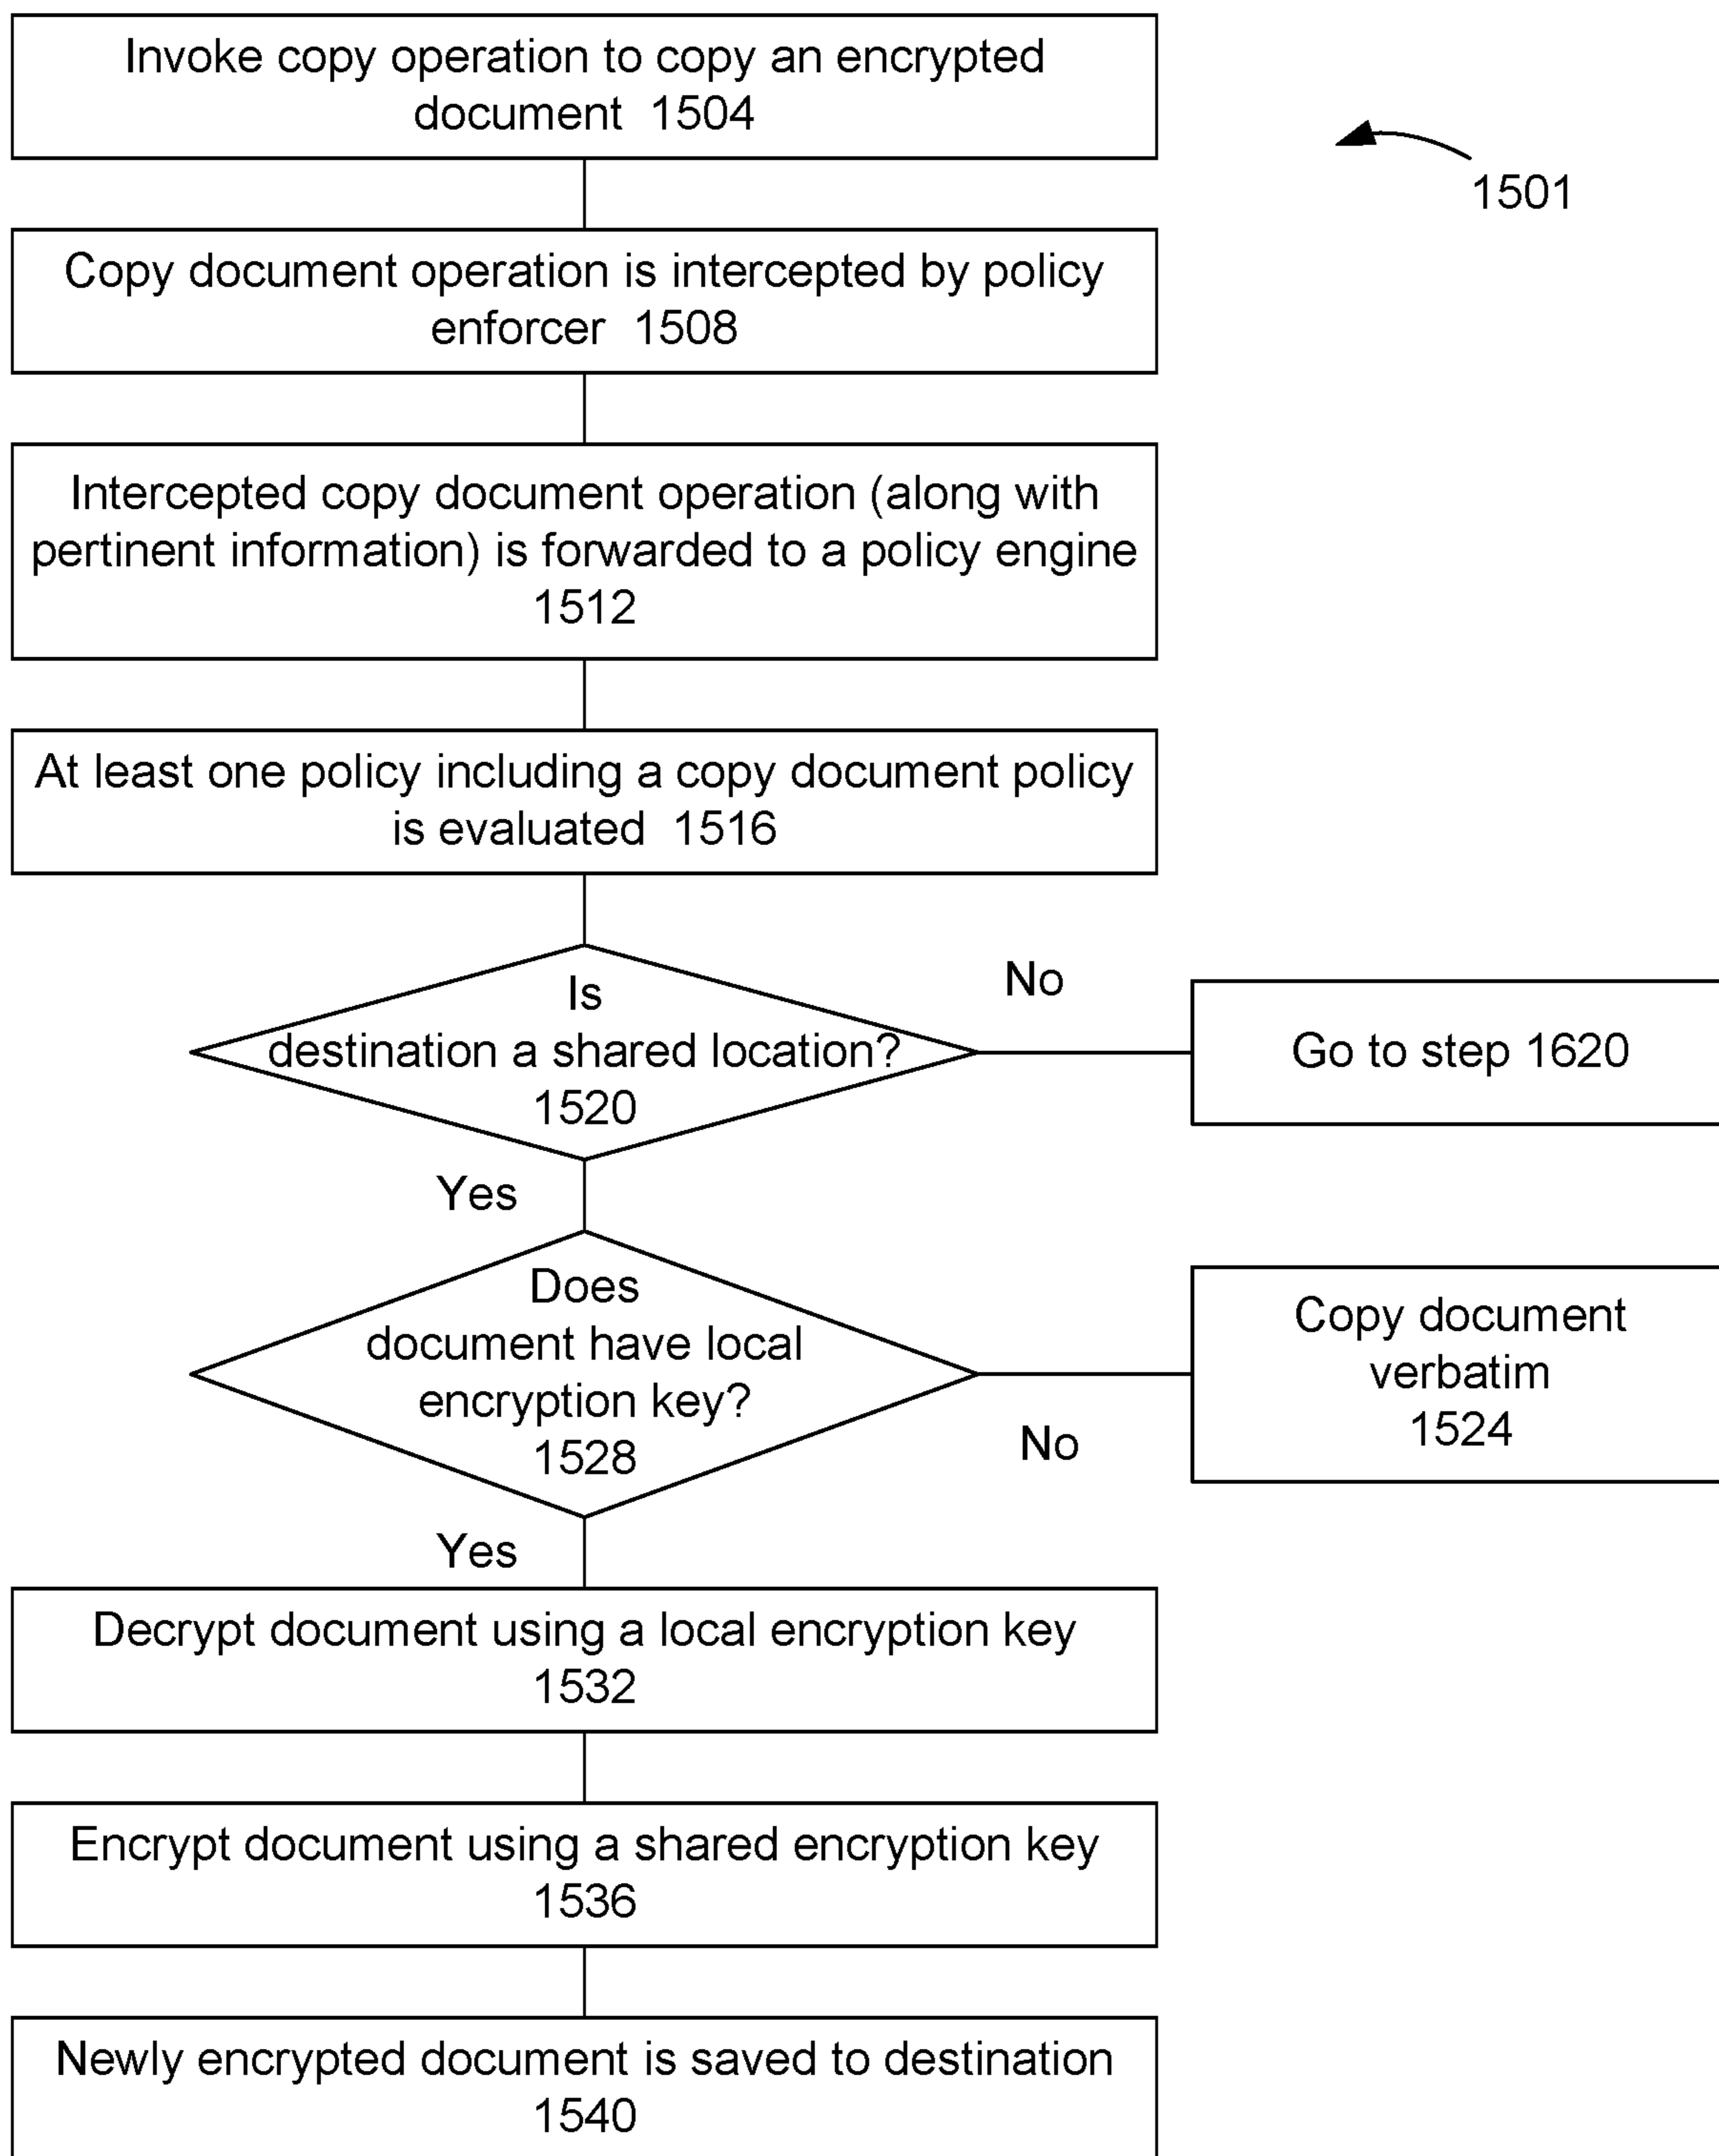 Invoke copy operation to copy an encrypted
document 1504
1501
Copy document operation is intercepted by policy
enforcer 1508
Intercepted copy document operation (along with
pertinent information) is forwarded to a policy engine
1512
At least one policy including a copy document policy
is evaluated 1516
Is
destination a shared location?
1520
No
Go to step 1620
Yes
Does
document have local
encryption key?
1528
No
Copy document
verbatim
1524
Yes
Decrypt document using a local encryption key
1532
Encrypt document using a shared encryption key
1536
Newly encrypted document is saved to destination
1540